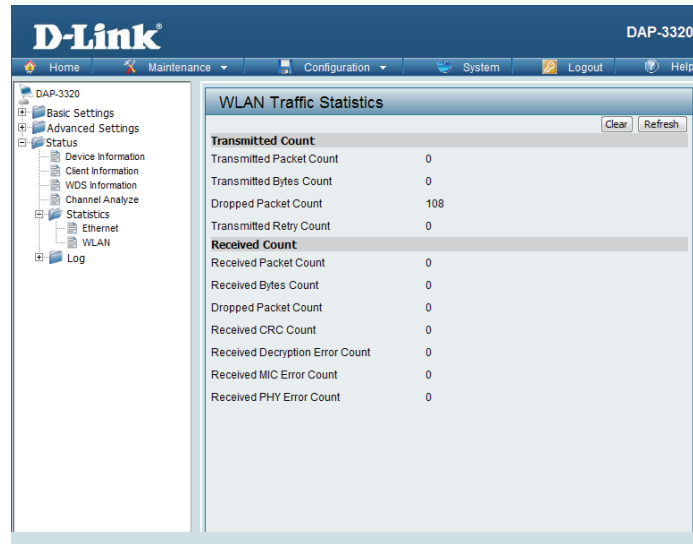 D-Link®
DAP-3320
Home Maintenance Configuration System Logout Help
DAP-3320
Basic Settings
Advanced Settings
Status
Device Information
Client Information
WDS Information
Channel Analyze
Statistics
Ethernet
WLAN
Log
WLAN Traffic Statistics
Clear Refresh
Transmitted Count
Transmitted Packet Count 0
Transmitted Bytes Count 0
Dropped Packet Count 108
Transmitted Retry Count 0
Received Count
Received Packet Count 0
Received Bytes Count 0
Dropped Packet Count 0
Received CRC Count 0
Received Decryption Error Count 0
Received MIC Error Count 0
Received PHY Error Count 0